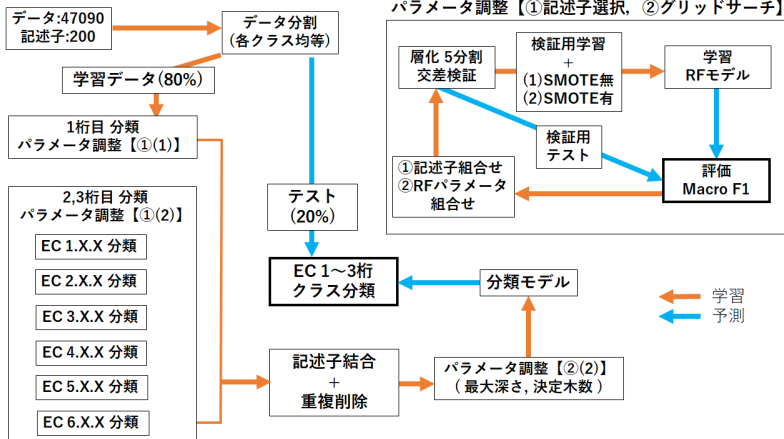 データ:47090
記述子:200
データ分割
(各クラス均等)
学習データ(80%)
1桁目 分類
パラメータ調整【①(1)】
2,3桁目 分類
パラメータ調整【①(2)】
EC 1.X.X 分類
EC 2.X.X 分類
EC 3.X.X 分類
EC 4.X.X 分類
EC 5.X.X 分類
EC 6.X.X 分類
テスト
(20%)
EC 1～3桁
クラス分類
分類モデル
記述子結合
+
重複削除
パラメータ調整【②(2)】
( 最大深さ, 決定木数 )
パラメータ調整【①記述子選択, ②グリッドサーチ】
層化 5分割
交差検証
検証用学習
+
(1)SMOTE無
(2)SMOTE有
学習
RFモデル
検証用
テスト
①記述子組合せ
②RFパラメータ
組合せ
評価
Macro F1
学習
予測